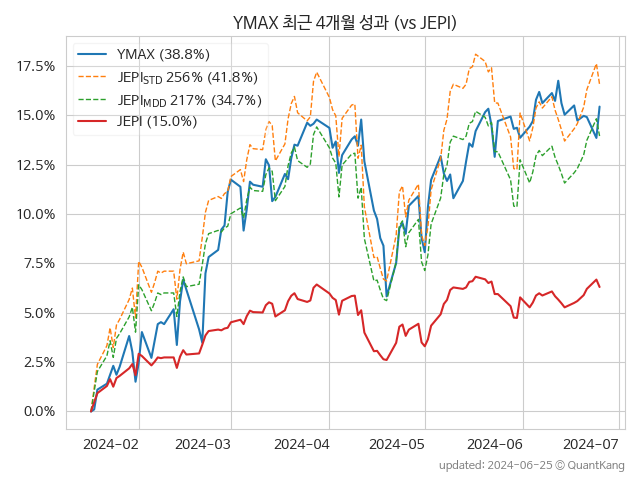 YMAX 최근 4개월 성과 (vs JEPI)
YMAX (38.8%)
JEPI_STD 256% (41.8%)
JEPI_MDD 217% (34.7%)
JEPI (15.0%)
17.5%
15.0%
12.5%
10.0%
7.5%
5.0%
2.5%
0.0%
2024-02 2024-03 2024-04 2024-05 2024-06 2024-07
updated: 2024-06-25 © QuantKang